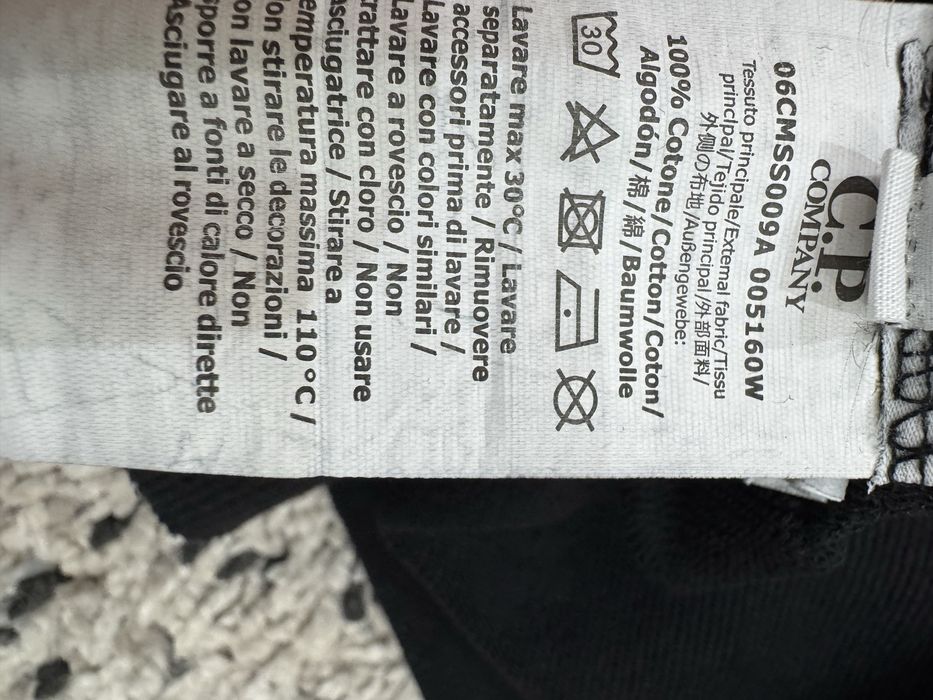 C.P.
COMPANY
06CMSS009A 005160W
Tessuto principale/External fabric/Tissu
principal/Tejido principal/外部面料/
外側の布地/Außengewebe:
100% Cotone/Cotton/Coton/
Algodón/棉/綿/Baumwolle
30
Lavare max 30°C / Lavare
separatamente / Rimuovere
accessori prima di lavare /
Lavare con colori similari /
Lavare a rovescio / Non
trattare con cloro / Non usare
asciugatrice / Stirare a
temperatura massima 110°C /
Non stirare le decorazioni /
Non lavare a secco / Non
esporre a fonti di calore dirette
Asciugare al rovescio